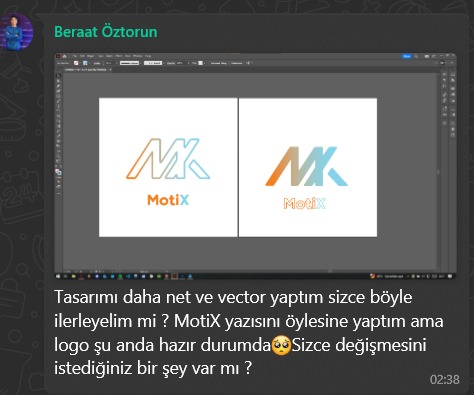 Beraat Öztorun
MotiX
MotiX
Tasarımı daha net ve vector yaptım sizce böyle
ilerleyelim mi ? MotiX yazısını öylesine yaptım ama
logo şu anda hazır durumda🥺Sizce değişmesini
istediğiniz bir şey var mı ?
02:38